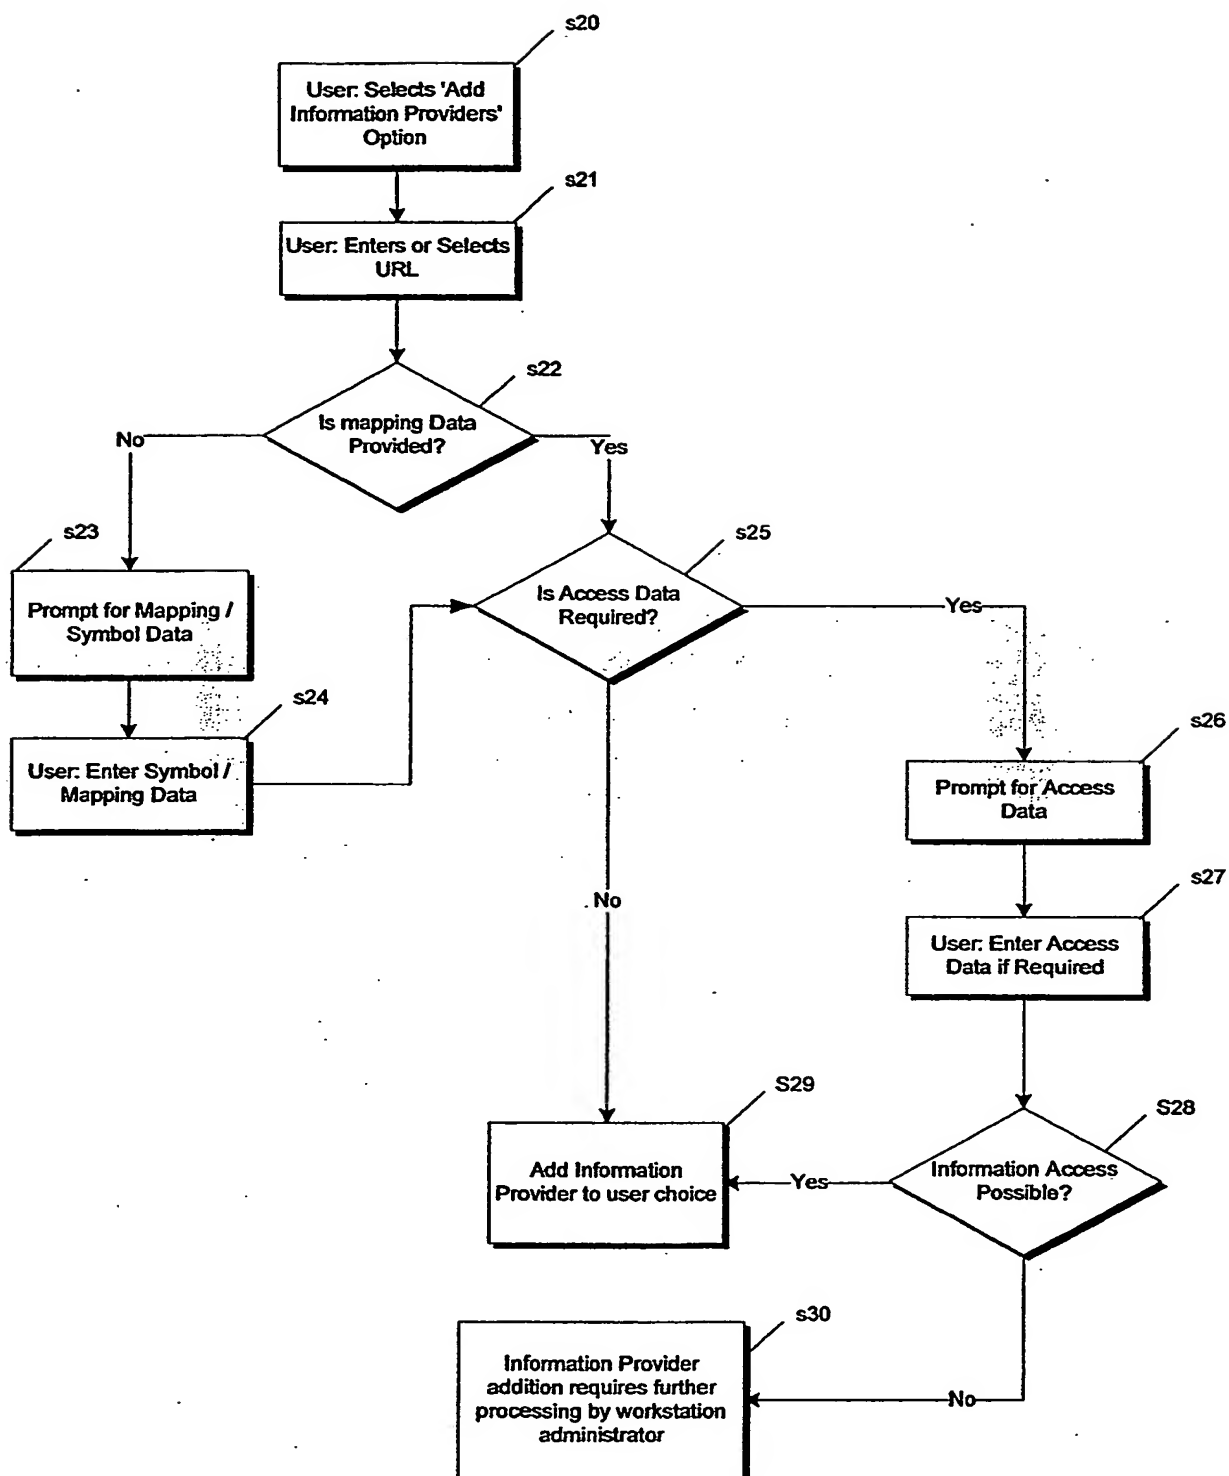 s20
User: Selects 'Add
Information Providers'
Option
s21
User: Enters or Selects
URL
s22
Is mapping Data
Provided?
No
Yes
s23
Prompt for Mapping /
Symbol Data
s24
User: Enter Symbol /
Mapping Data
s25
Is Access Data
Required?
Yes
No
s26
Prompt for Access
Data
s27
User: Enter Access
Data if Required
S28
Information Access
Possible?
Yes
No
S29
Add Information
Provider to user choice
s30
Information Provider
addition requires further
processing by workstation
administrator